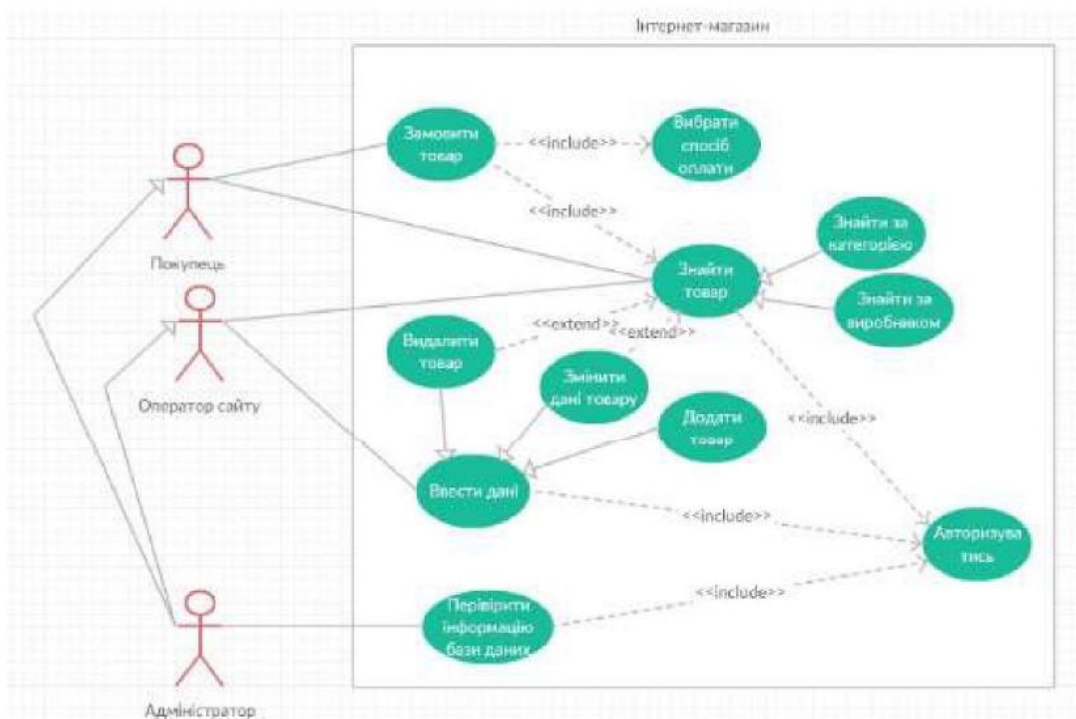 Інтернет-магазин
Замовити
товар
<<include>>
Вибрати
спосіб
оплати
<<include>>
Покупець
Знайти за
категорією
Знайти
товар
Знайти за
виробником
<<extend>>
<<extend>>
Видалити
товар
Змінити
дані товару
Оператор сайту
Додати
товар
<<include>>
Ввести дані
<<include>>
Авторизува
тись
<<include>>
Перівірити
інформацію
бази даних
Адміністратор